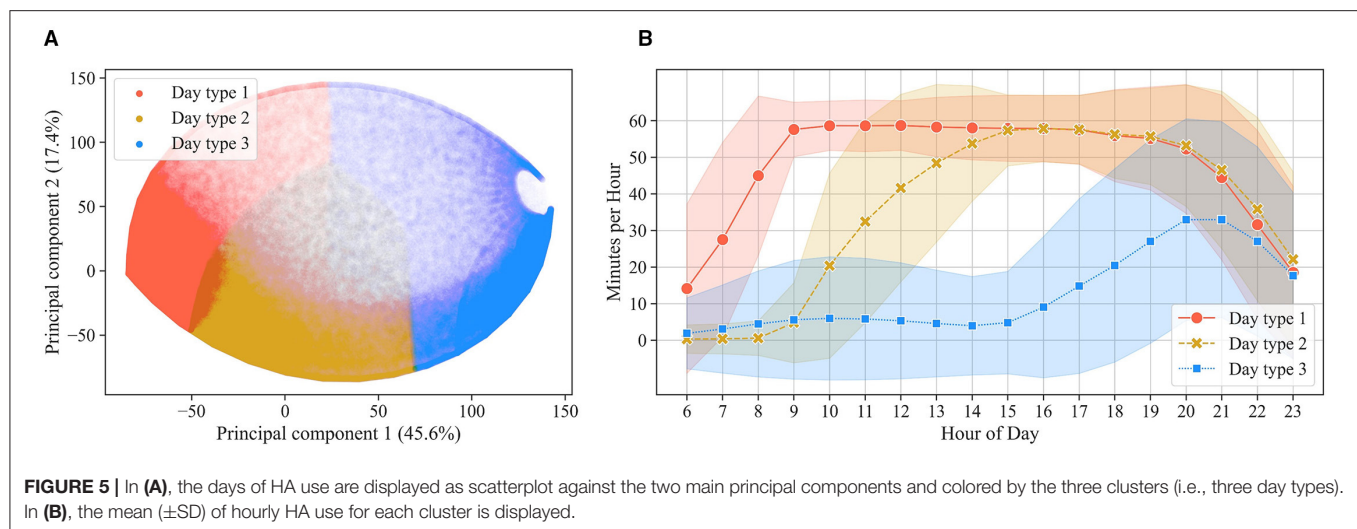 A
B
150
100
50
0
−50
Principal component 2 (17.4%)
Day type 1
Day type 2
Day type 3
−50
0
50
100
150
Principal component 1 (45.6%)
60
50
40
30
20
10
0
Minutes per Hour
Day type 1
Day type 2
Day type 3
6 7 8 9 10 11 12 13 14 15 16 17 18 19 20 21 22 23
Hour of Day
FIGURE 5 | In (A), the days of HA use are displayed as scatterplot against the two main principal components and colored by the three clusters (i.e., three day types).
In (B), the mean (±SD) of hourly HA use for each cluster is displayed.